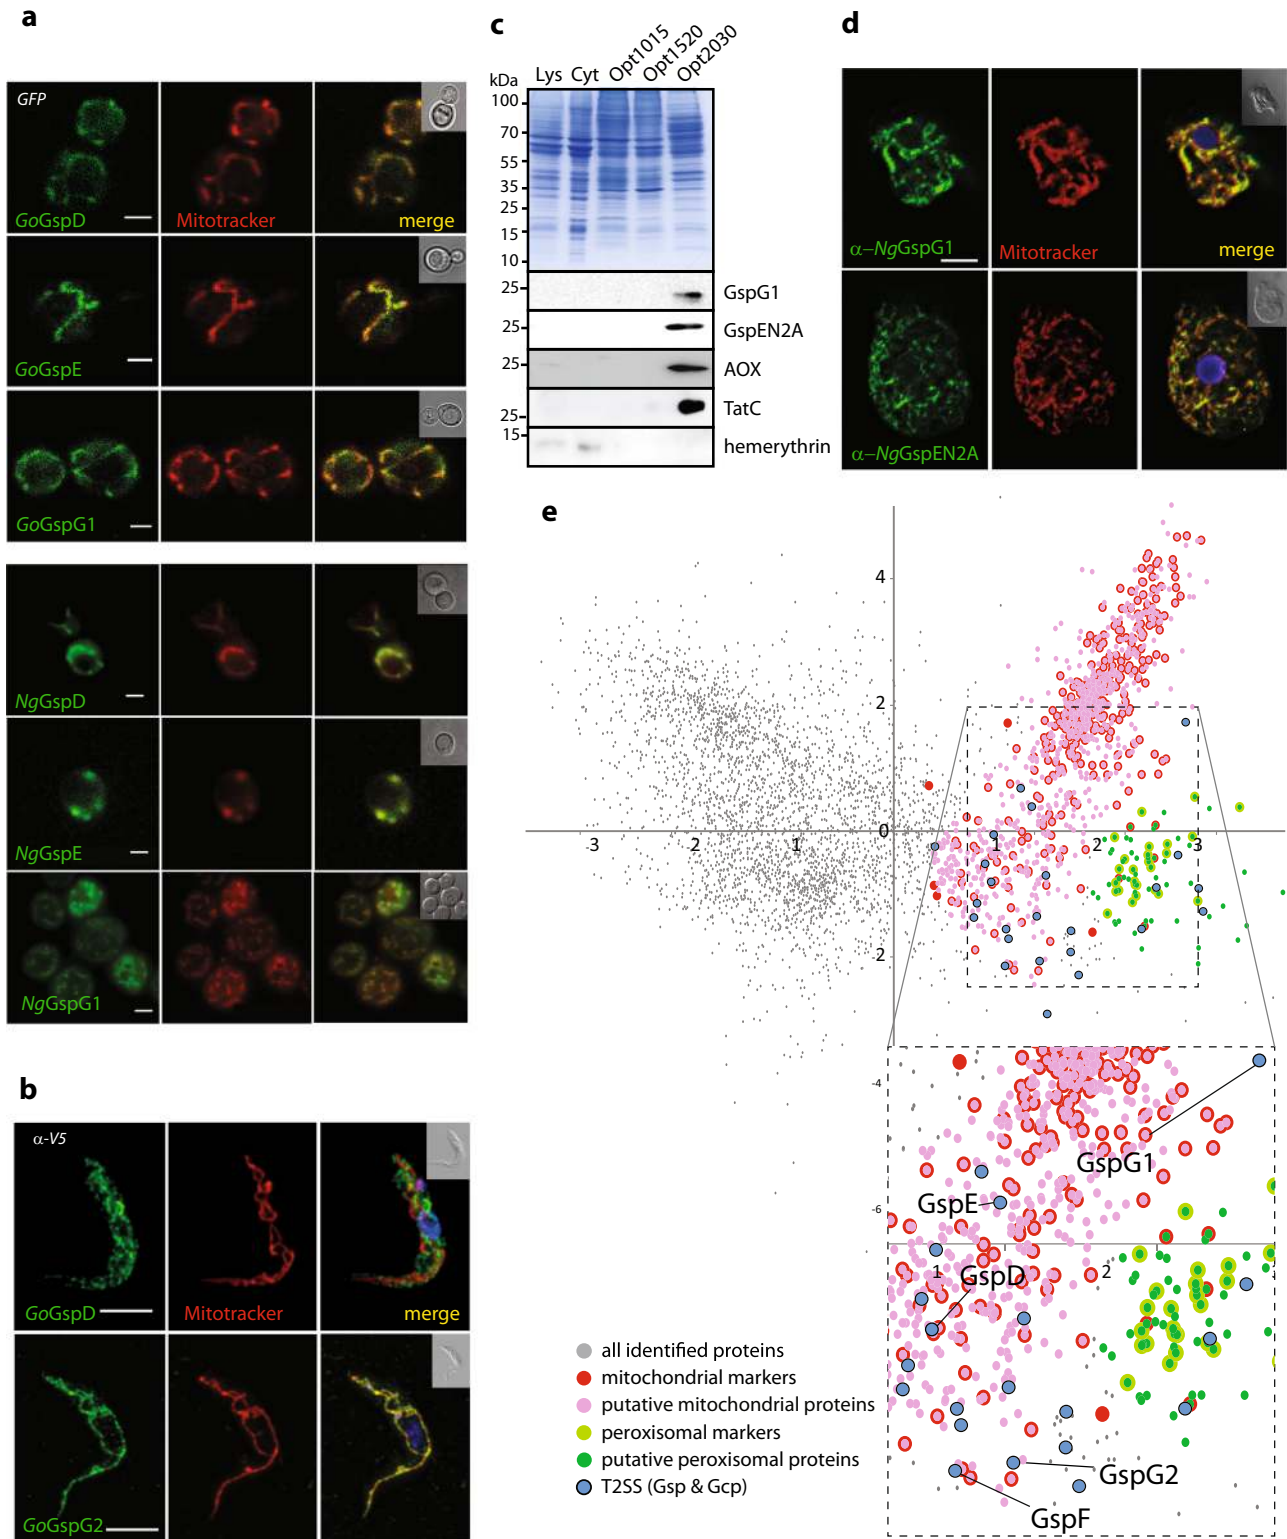 a
GFP
GoGspD
Mitotracker
merge
GoGspE
GoGspG1
NgGspD
NgGspE
NgGspG1
b
α-V5
GoGspD
Mitotracker
merge
GoGspG2
c
Lys Cyt Opt1015 Opt1520 Opt2030
kDa
100
70
55
35
25
15
10
25
GspG1
25
GspEN2A
25
AOX
25
TatC
15
hemerythrin
d
α–NgGspG1
Mitotracker
merge
α–NgGspEN2A
e
4
2
0
-3 -2 -1 1 2 3
-2
-4
-6
GspG1
GspE
1
GspD
2
GspG2
GspF
all identified proteins
mitochondrial markers
putative mitochondrial proteins
peroxisomal markers
putative peroxisomal proteins
T2SS (Gsp & Gcp)